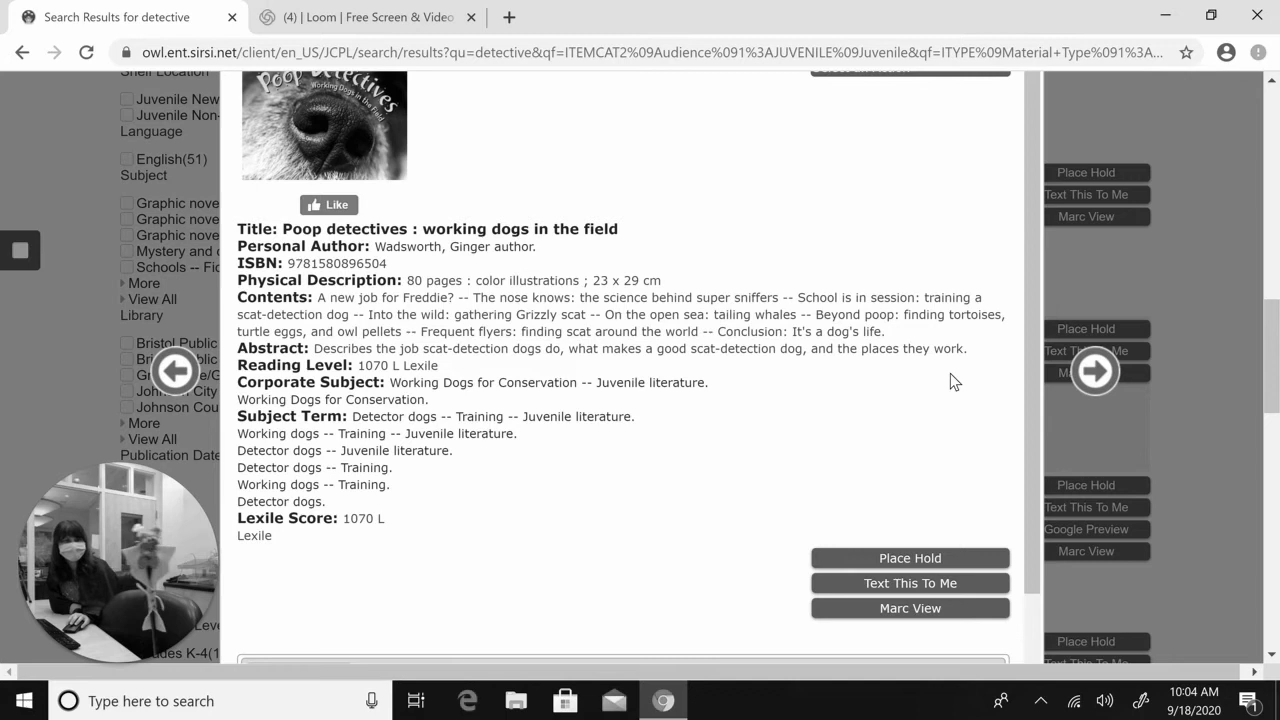 Search Results for detective
(4) | Loom | Free Screen & Video
owl.ent.sirsi.net/client/en_US/JCPL/search/results?qu=detective&qf=ITEMCAT2%09Audience%091%3AJUVENILE%09Juvenile&qf=ITYPE%09Material+Type%091%3A...
Shelf Location
Juvenile New
Juvenile Non-
Language
English(51)
Subject
Graphic nove
Graphic nove
Graphic nove
Mystery and
Schools -- Fic
More
View All
Library
Bristol Public
Johnson Cou
More
View All
Publication Date
Poop Detectives
Working Dogs in the Field
Like
Title: Poop detectives : working dogs in the field
Personal Author: Wadsworth, Ginger author.
ISBN: 9781580896504
Physical Description: 80 pages : color illustrations ; 23 x 29 cm
Contents: A new job for Freddie? -- The nose knows: the science behind super sniffers -- School is in session: training a
scat-detection dog -- Into the wild: gathering Grizzly scat -- On the open sea: tailing whales -- Beyond poop: finding tortoises,
turtle eggs, and owl pellets -- Frequent flyers: finding scat around the world -- Conclusion: It's a dog's life.
Abstract: Describes the job scat-detection dogs do, what makes a good scat-detection dog, and the places they work.
Reading Level: 1070 L Lexile
Corporate Subject: Working Dogs for Conservation -- Juvenile literature.
Working Dogs for Conservation.
Subject Term: Detector dogs -- Training -- Juvenile literature.
Working dogs -- Training -- Juvenile literature.
Detector dogs -- Juvenile literature.
Detector dogs -- Training.
Working dogs -- Training.
Detector dogs.
Lexile Score: 1070 L
Lexile
Place Hold
Text This To Me
Marc View
Place Hold
Text This To Me
Marc View
Place Hold
Text This To Me
Place Hold
Text This To Me
Google Preview
Marc View
Place Hold
Text This To Me
Type here to search
10:04 AM
9/18/2020
1